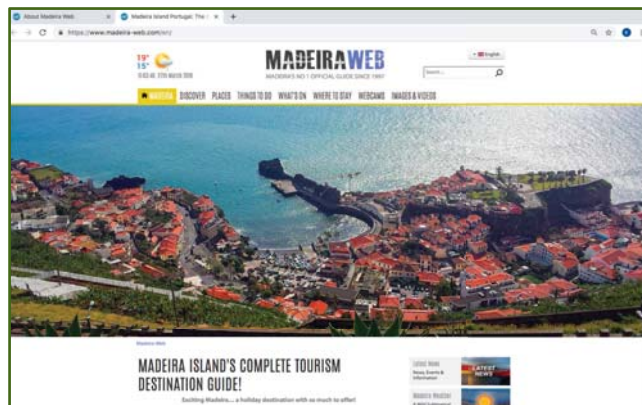 About Madeira Web
Madeira Island Portugal: The
https://www.madeira-web.com/en/
19°
15°
MADEIRAWEB
MADEIRA'S NO 1 OFFICIAL GUIDE SINCE 1997
English
Search...
MADEIRA DISCOVER PLACES THINGS TO DO WHAT'S ON WHERE TO STAY WEBCAMS IMAGES & VIDEOS
Madeira Web
MADEIRA ISLAND'S COMPLETE TOURISM
DESTINATION GUIDE!
Exciting Madeira... a holiday destination with so much to offer!
Latest News
News, Events &
Information
LATEST
NEWS
Madeira Weather